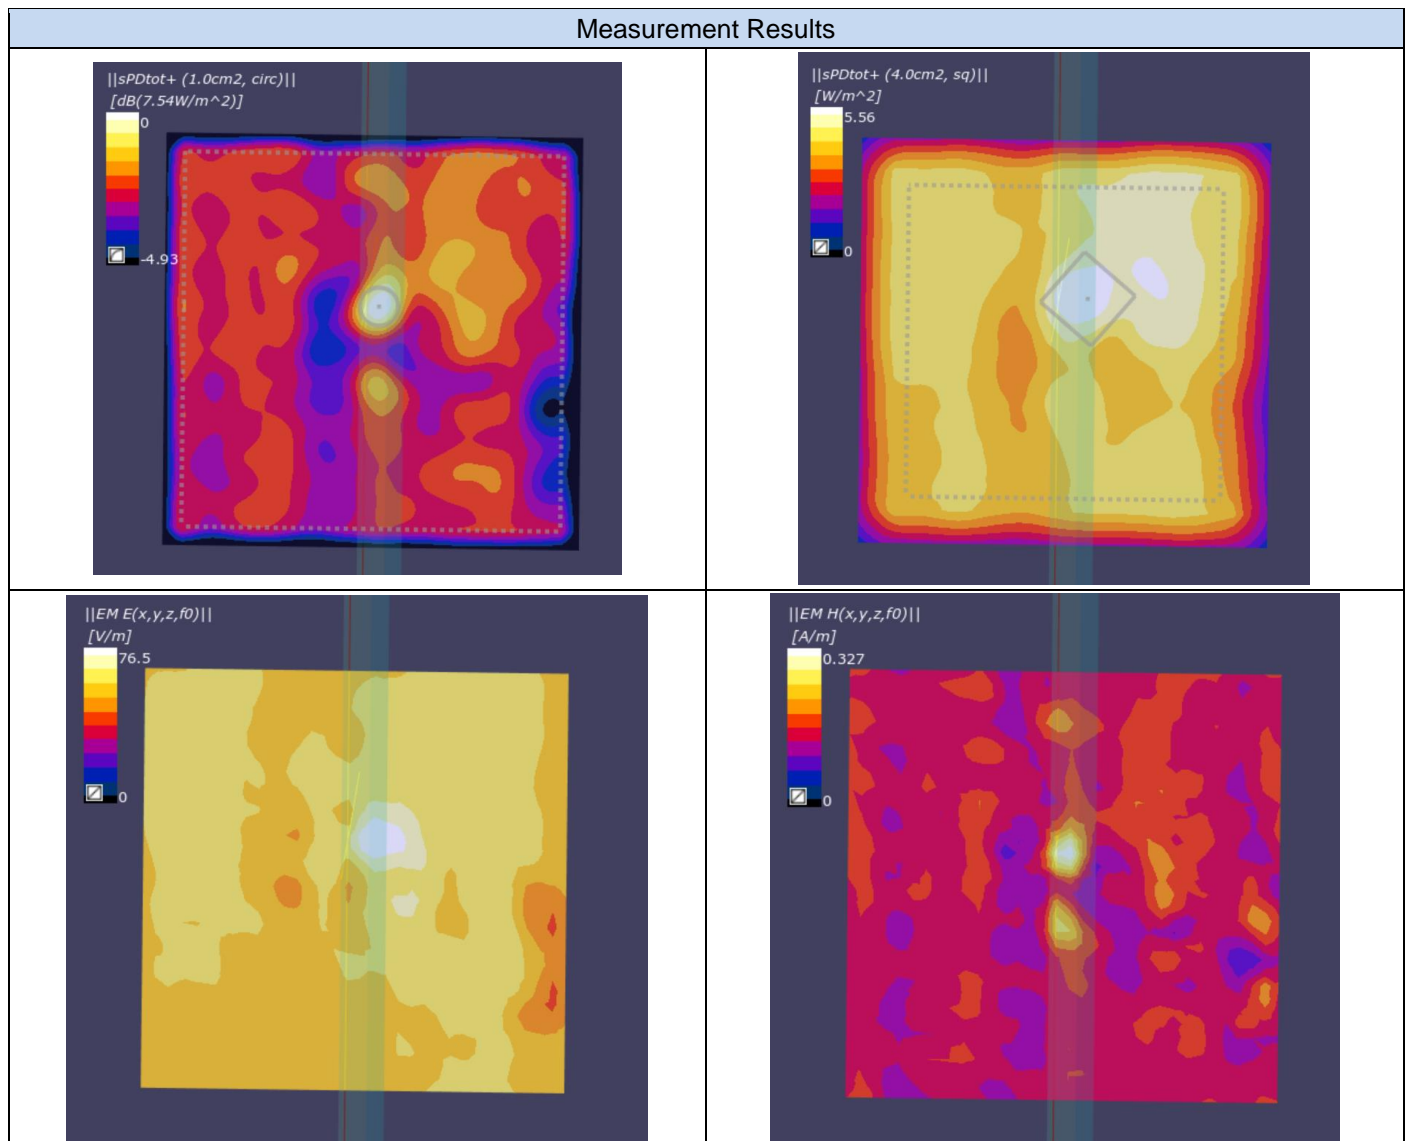 Measurement Results
||sPDtot+ (1.0cm2, circ)||
[dB(7.54W/m^2)]
0
-4.93
||sPDtot+ (4.0cm2, sq)||
[W/m^2]
5.56
0
||EM E(x,y,z,f0)||
[V/m]
76.5
0
||EM H(x,y,z,f0)||
[A/m]
0.327
0